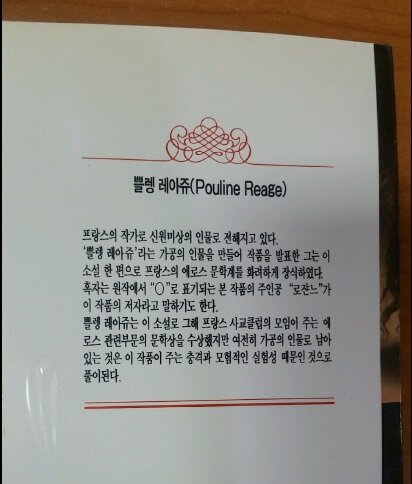 쁠렝 레아쥬(Pouline Reage)
프랑스의 작가로 신원미상의 인물로 전해지고 있다.
'쁠렝 레아쥬'라는 가공의 인물을 만들어 작품을 발표한 그는 이
소설 한 편으로 프랑스의 에로스 문학계를 화려하게 장식하였다.
혹자는 원작에서 “O”로 표기되는 본 작품의 주인공 “로쟌느”가
이 작품의 저자라고 말하기도 한다.
쁠렝 레아쥬는 이 소설로 그해 프랑스 사교클럽의 모임이 주는 에
로스 관련부문의 문학상을 수상했지만 여전히 가공의 인물로 남아
있는 것은 이 작품이 주는 충격과 모험적인 실험성 때문인 것으로
풀이된다.